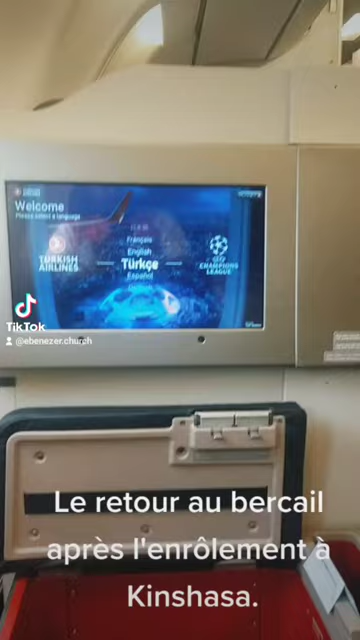 Welcome
Please select a language
Français
English
TURKISH
AIRLINES
Türkçe
CHAMPIONS
LEAGUE
Español
TikTok
@ebenezer.church
Le retour au bercail
après l'enrôlement à
Kinshasa.